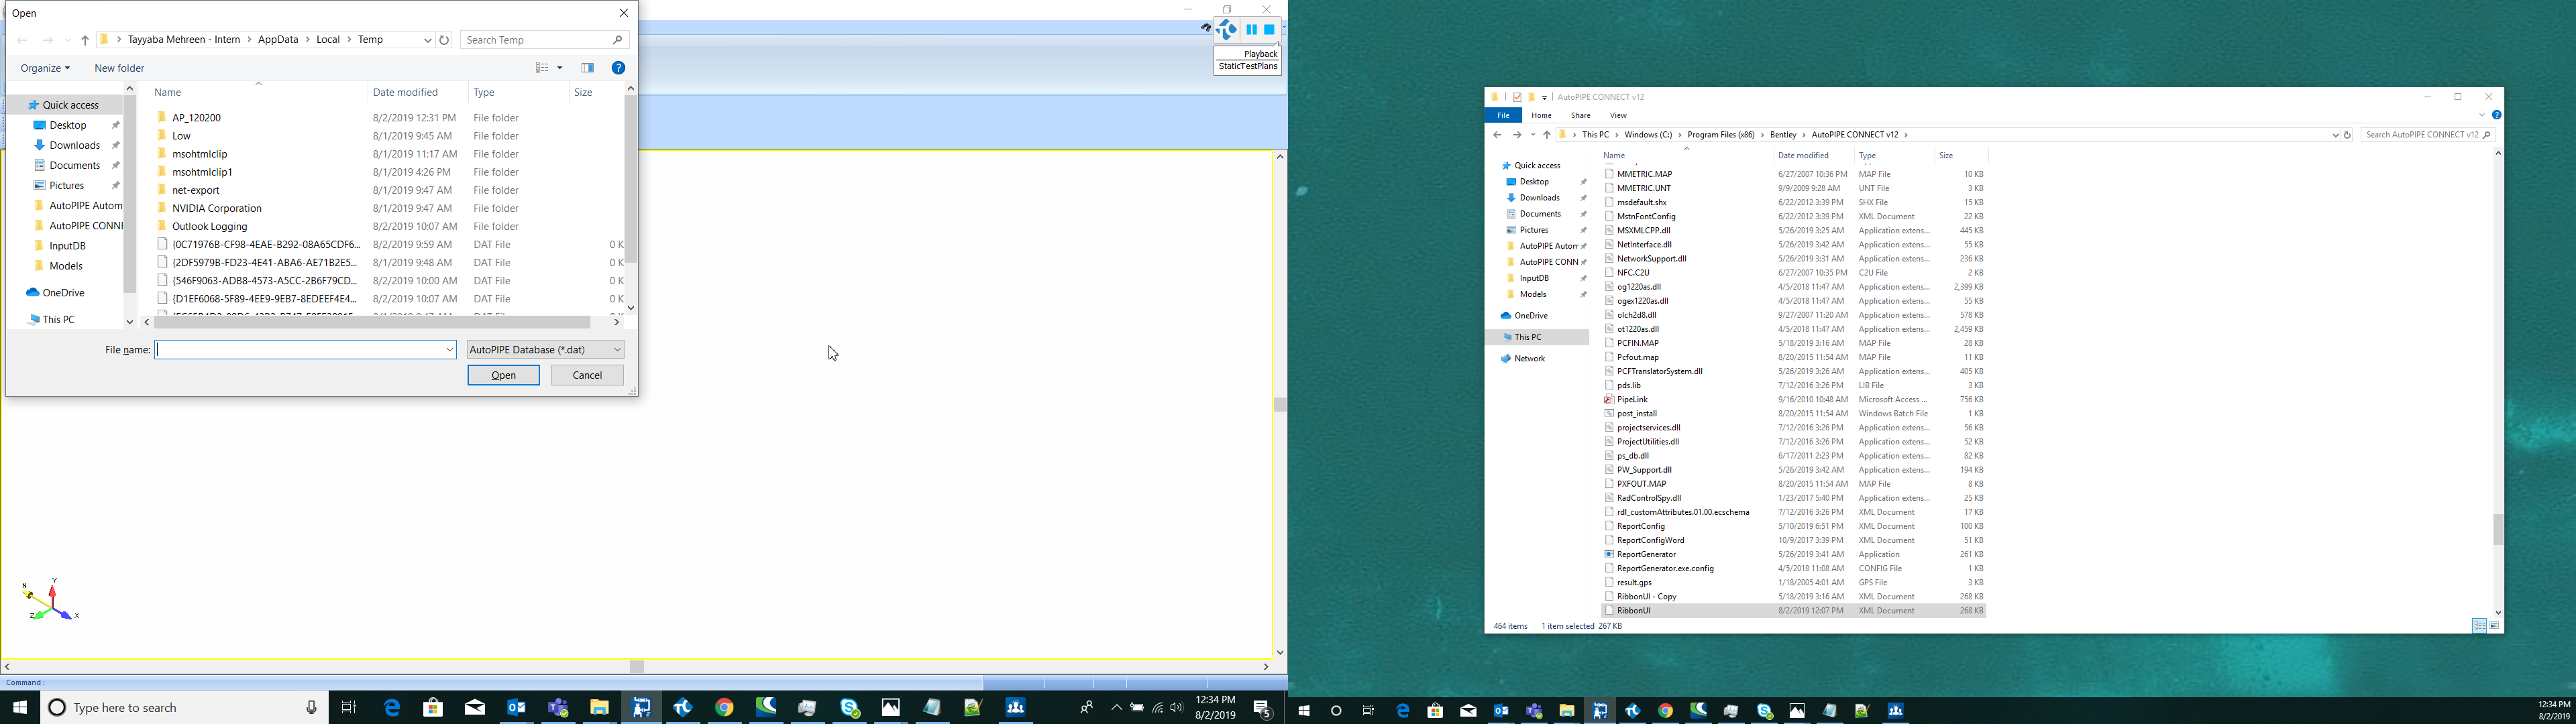 Open
Tayyaba Mehreen - Intern > AppData > Local > Temp
Search Temp
Organize
New folder
Name Date modified Type Size
Quick access
Desktop
Downloads
Documents
Pictures
AutoPIPE Autom
AutoPIPE CONNI
InputDB
Models
OneDrive
This PC
AP_120200 8/2/2019 12:31 PM File folder
Low 8/1/2019 9:45 AM File folder
msohtmlclip 8/1/2019 11:17 AM File folder
msohtmlclip1 8/1/2019 4:26 PM File folder
net-export 8/1/2019 9:47 AM File folder
NVIDIA Corporation 8/1/2019 9:47 AM File folder
Outlook Logging 8/2/2019 10:07 AM File folder
{0C71976B-CF98-4EAE-B292-08A65CDF6... 8/2/2019 9:59 AM DAT File 0 K
{2DF5979B-FD23-4E41-ABA6-AE71B2E5... 8/1/2019 9:48 AM DAT File 0 K
{546F9063-ADB8-4573-A5CC-2B6F79CD... 8/2/2019 10:00 AM DAT File 0 K
{D1EF6068-5F89-4EE9-9EB7-8EDEEF4E4... 8/2/2019 10:07 AM DAT File 0 K
File name:
AutoPIPE Database (*.dat)
Open
Cancel
Playback
StaticTestPlans
N
Y
Z
X
Command :
Type here to search
12:34 PM
8/2/2019
5
AutoPIPE CONNECT v12
File Home Share View
This PC > Windows (C:) > Program Files (x86) > Bentley > AutoPIPE CONNECT v12 >
Search AutoPIPE CONNECT v12
Name Date modified Type Size
Quick access
Desktop
Downloads
Documents
Pictures
AutoPIPE Autom
AutoPIPE CONN
InputDB
Models
OneDrive
This PC
Network
MMETRIC.MAP 6/27/2007 10:36 PM MAP File 10 KB
MMETRIC.UNT 9/9/2009 9:28 AM UNT File 3 KB
msdefault.shx 6/22/2012 3:39 PM SHX File 15 KB
MstnFontConfig 6/22/2012 3:39 PM XML Document 22 KB
MSXMLCPP.dll 5/26/2019 3:25 AM Application extens... 445 KB
NetInterface.dll 5/26/2019 3:42 AM Application extens... 55 KB
NetworkSupport.dll 5/26/2019 3:31 AM Application extens... 236 KB
NFC.C2U 6/27/2007 10:35 PM C2U File 2 KB
og1220as.dll 4/5/2018 11:47 AM Application extens... 2,399 KB
ogex1220as.dll 4/5/2018 11:47 AM Application extens... 55 KB
olch2d8.dll 9/27/2007 11:20 AM Application extens... 578 KB
ot1220as.dll 4/5/2018 11:47 AM Application extens... 2,459 KB
PCFIN.MAP 5/18/2019 3:16 AM MAP File 28 KB
Pcfout.map 8/20/2015 11:54 AM MAP File 11 KB
PCFTranslatorSystem.dll 5/26/2019 3:26 AM Application extens... 405 KB
pds.lib 7/12/2016 3:26 PM LIB File 3 KB
PipeLink 9/16/2010 10:48 AM Microsoft Access ... 756 KB
post_install 8/20/2015 11:54 AM Windows Batch File 1 KB
projectservices.dll 7/12/2016 3:26 PM Application extens... 56 KB
ProjectUtilities.dll 7/12/2016 3:26 PM Application extens... 52 KB
ps_db.dll 6/17/2011 2:23 PM Application extens... 82 KB
PW_Support.dll 5/26/2019 3:42 AM Application extens... 194 KB
PXFOUT.MAP 8/20/2015 11:54 AM MAP File 8 KB
RadControlSpy.dll 1/23/2017 5:40 PM Application extens... 25 KB
rdl_customAttributes.01.00.ecschema 7/12/2016 3:26 PM XML Document 17 KB
ReportConfig 5/10/2019 6:51 PM XML Document 100 KB
ReportConfigWord 10/9/2017 3:39 PM XML Document 51 KB
ReportGenerator 5/26/2019 3:41 AM Application 261 KB
ReportGenerator.exe.config 4/5/2018 11:08 AM CONFIG File 1 KB
result.gps 1/18/2005 4:01 AM GPS File 3 KB
RibbonUI - Copy 5/18/2019 3:16 AM XML Document 268 KB
RibbonUI 8/2/2019 12:07 PM XML Document 268 KB
464 items 1 item selected 267 KB
12:34 PM
8/2/2019